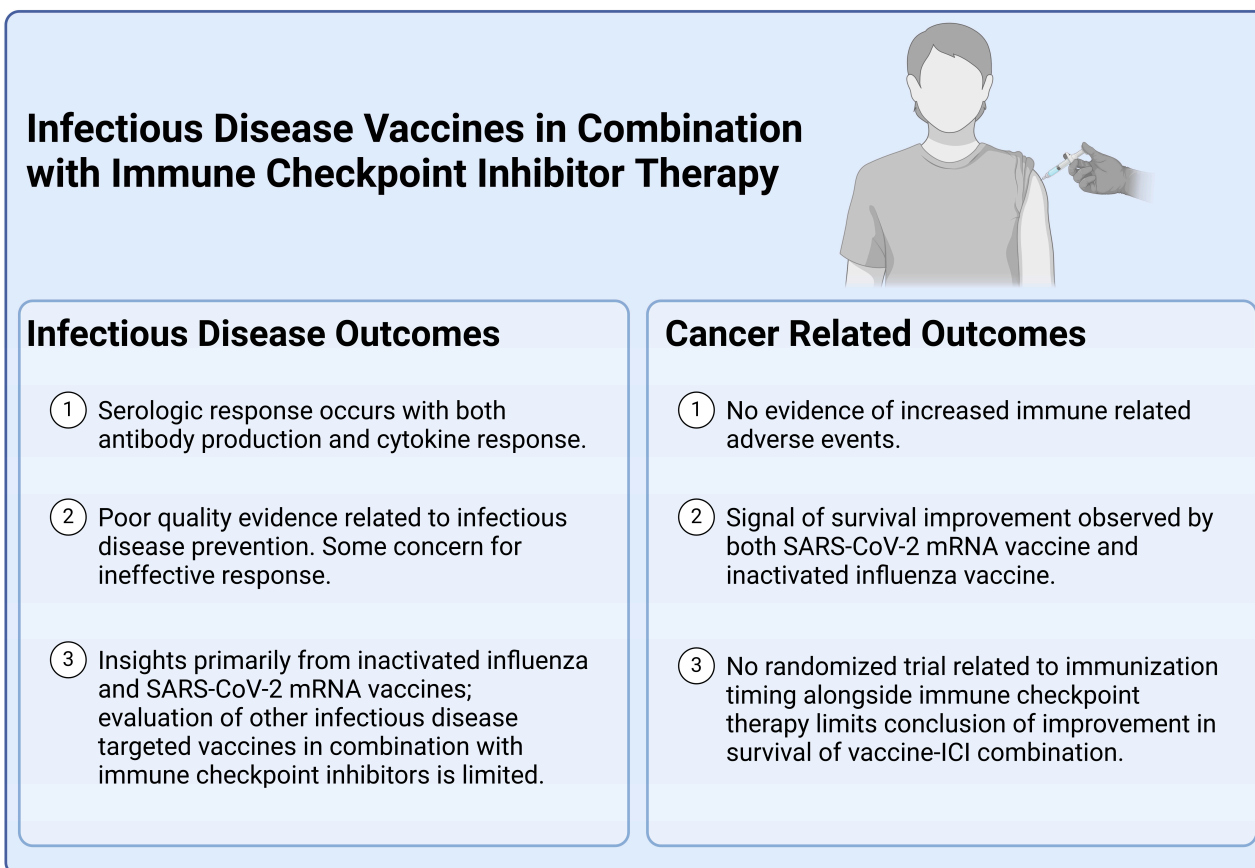 Infectious Disease Vaccines in Combination
with Immune Checkpoint Inhibitor Therapy
Infectious Disease Outcomes
1 Serologic response occurs with both
antibody production and cytokine response.
2 Poor quality evidence related to infectious
disease prevention. Some concern for
ineffective response.
3 Insights primarily from inactivated influenza
and SARS-CoV-2 mRNA vaccines;
evaluation of other infectious disease
targeted vaccines in combination with
immune checkpoint inhibitors is limited.
Cancer Related Outcomes
1 No evidence of increased immune related
adverse events.
2 Signal of survival improvement observed by
both SARS-CoV-2 mRNA vaccine and
inactivated influenza vaccine.
3 No randomized trial related to immunization
timing alongside immune checkpoint
therapy limits conclusion of improvement in
survival of vaccine-ICI combination.